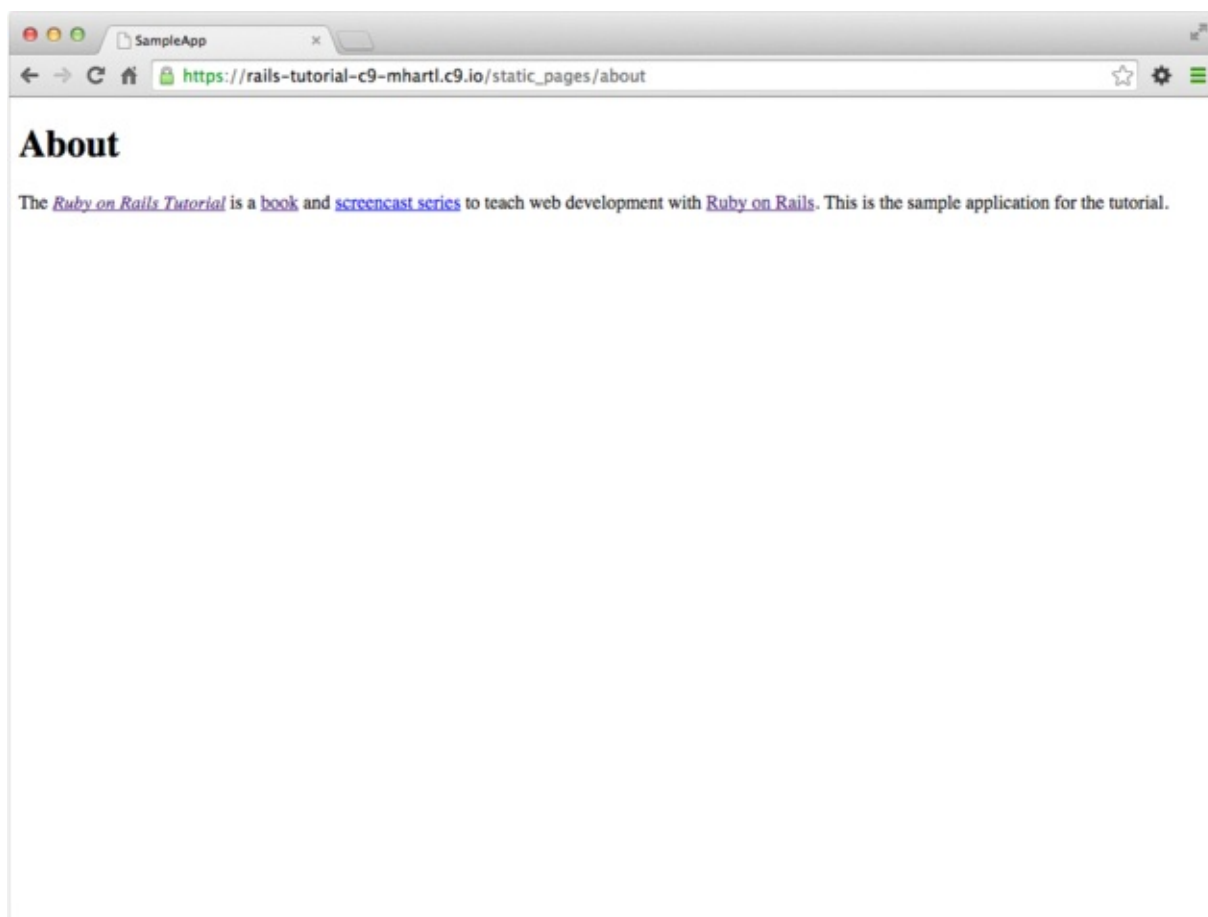 SampleApp
https://rails-tutorial-c9-mhartl.c9.io/static_pages/about
About
The Ruby on Rails Tutorial is a book and screencast series to teach web development with Ruby on Rails. This is the sample application for the tutorial.